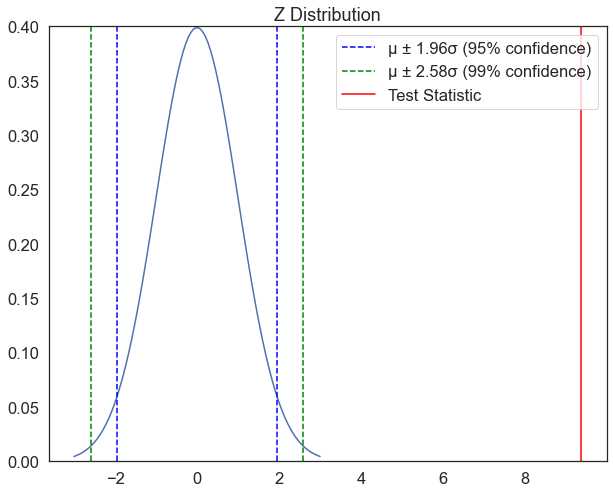 Z Distribution
μ ± 1.96σ (95% confidence)
μ ± 2.58σ (99% confidence)
Test Statistic
0.40
0.35
0.30
0.25
0.20
0.15
0.10
0.05
0.00
−2 0 2 4 6 8